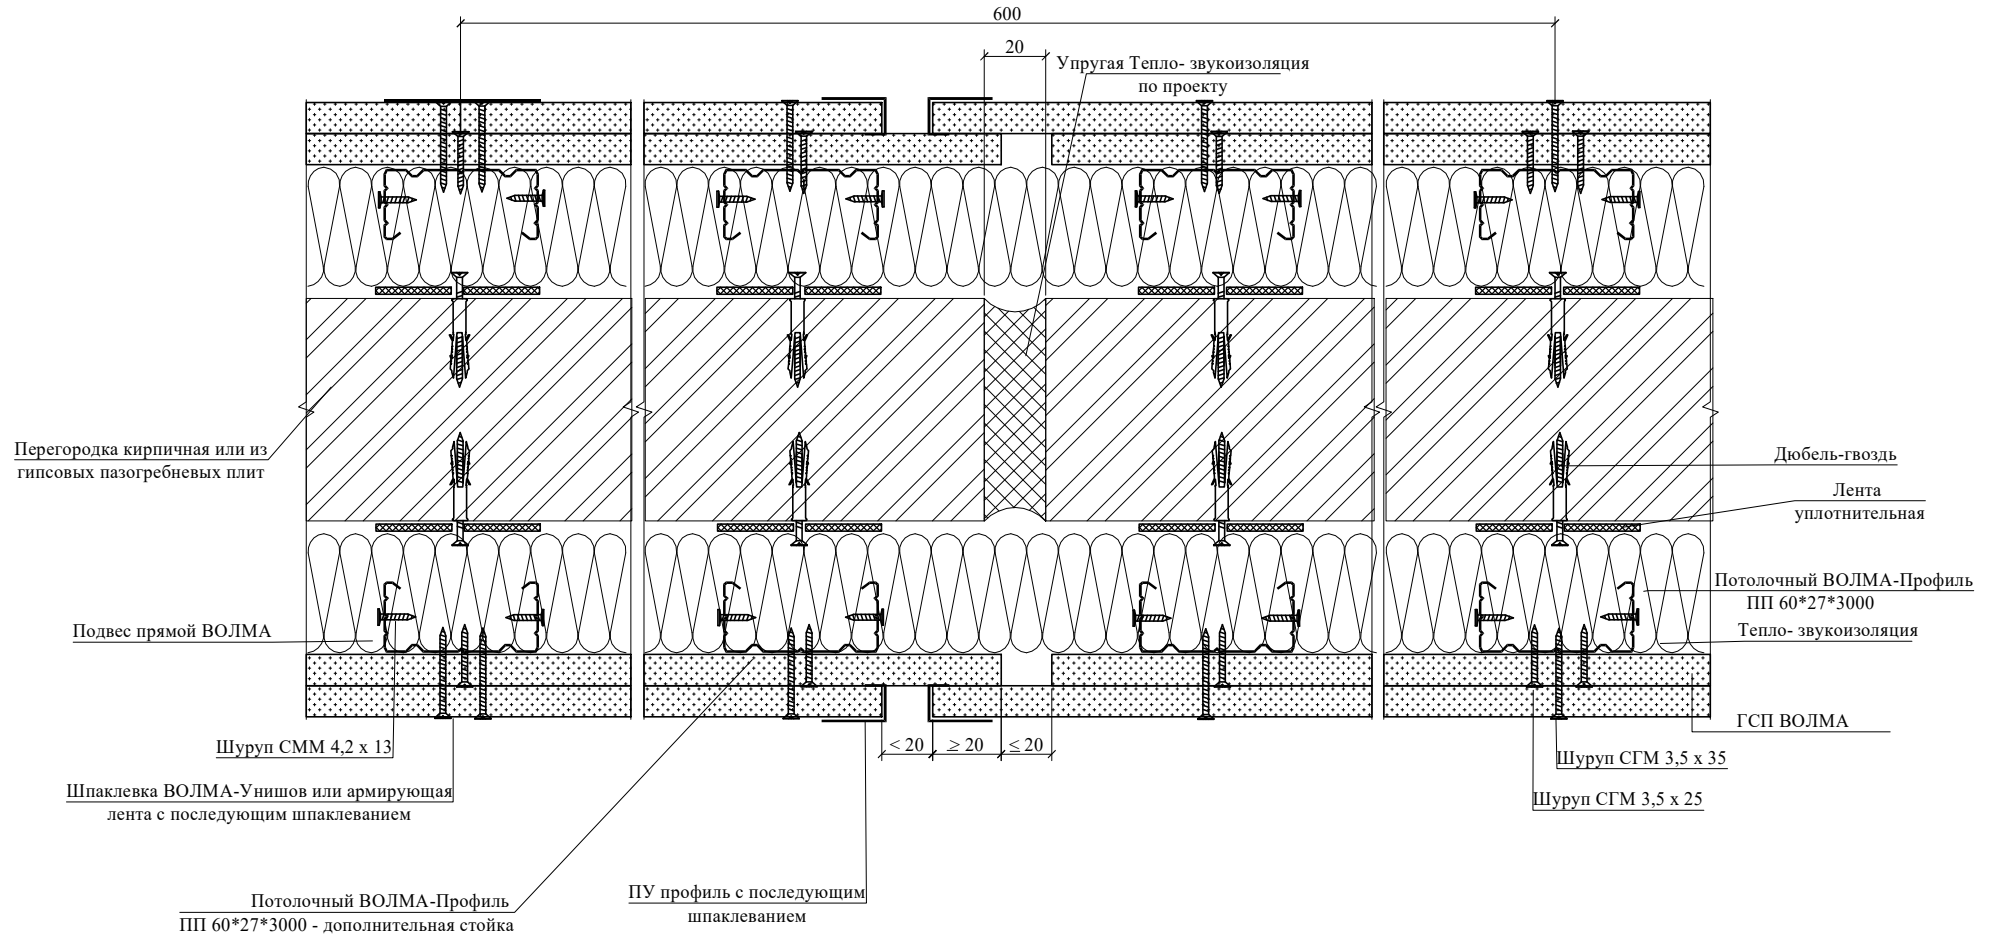 600
20
Упругая Тепло- звукоизоляция
по проекту
Перегородка кирпичная или из
гипсовых пазогребневых плит
Дюбель-гвоздь
Лента
уплотнительная
Потолочный ВОЛМА-Профиль
ПП 60*27*3000
Тепло- звукоизоляция
Подвес прямой ВОЛМА
ГСП ВОЛМА
Шуруп СММ 4,2 х 13
< 20
≥ 20
≤ 20
Шуруп СГМ 3,5 х 35
Шуруп СГМ 3,5 х 25
Шпаклевка ВОЛМА-Унишов или армирующая
лента с последующим шпаклеванием
Потолочный ВОЛМА-Профиль
ПП 60*27*3000 - дополнительная стойка
ПУ профиль с последующим
шпаклеванием